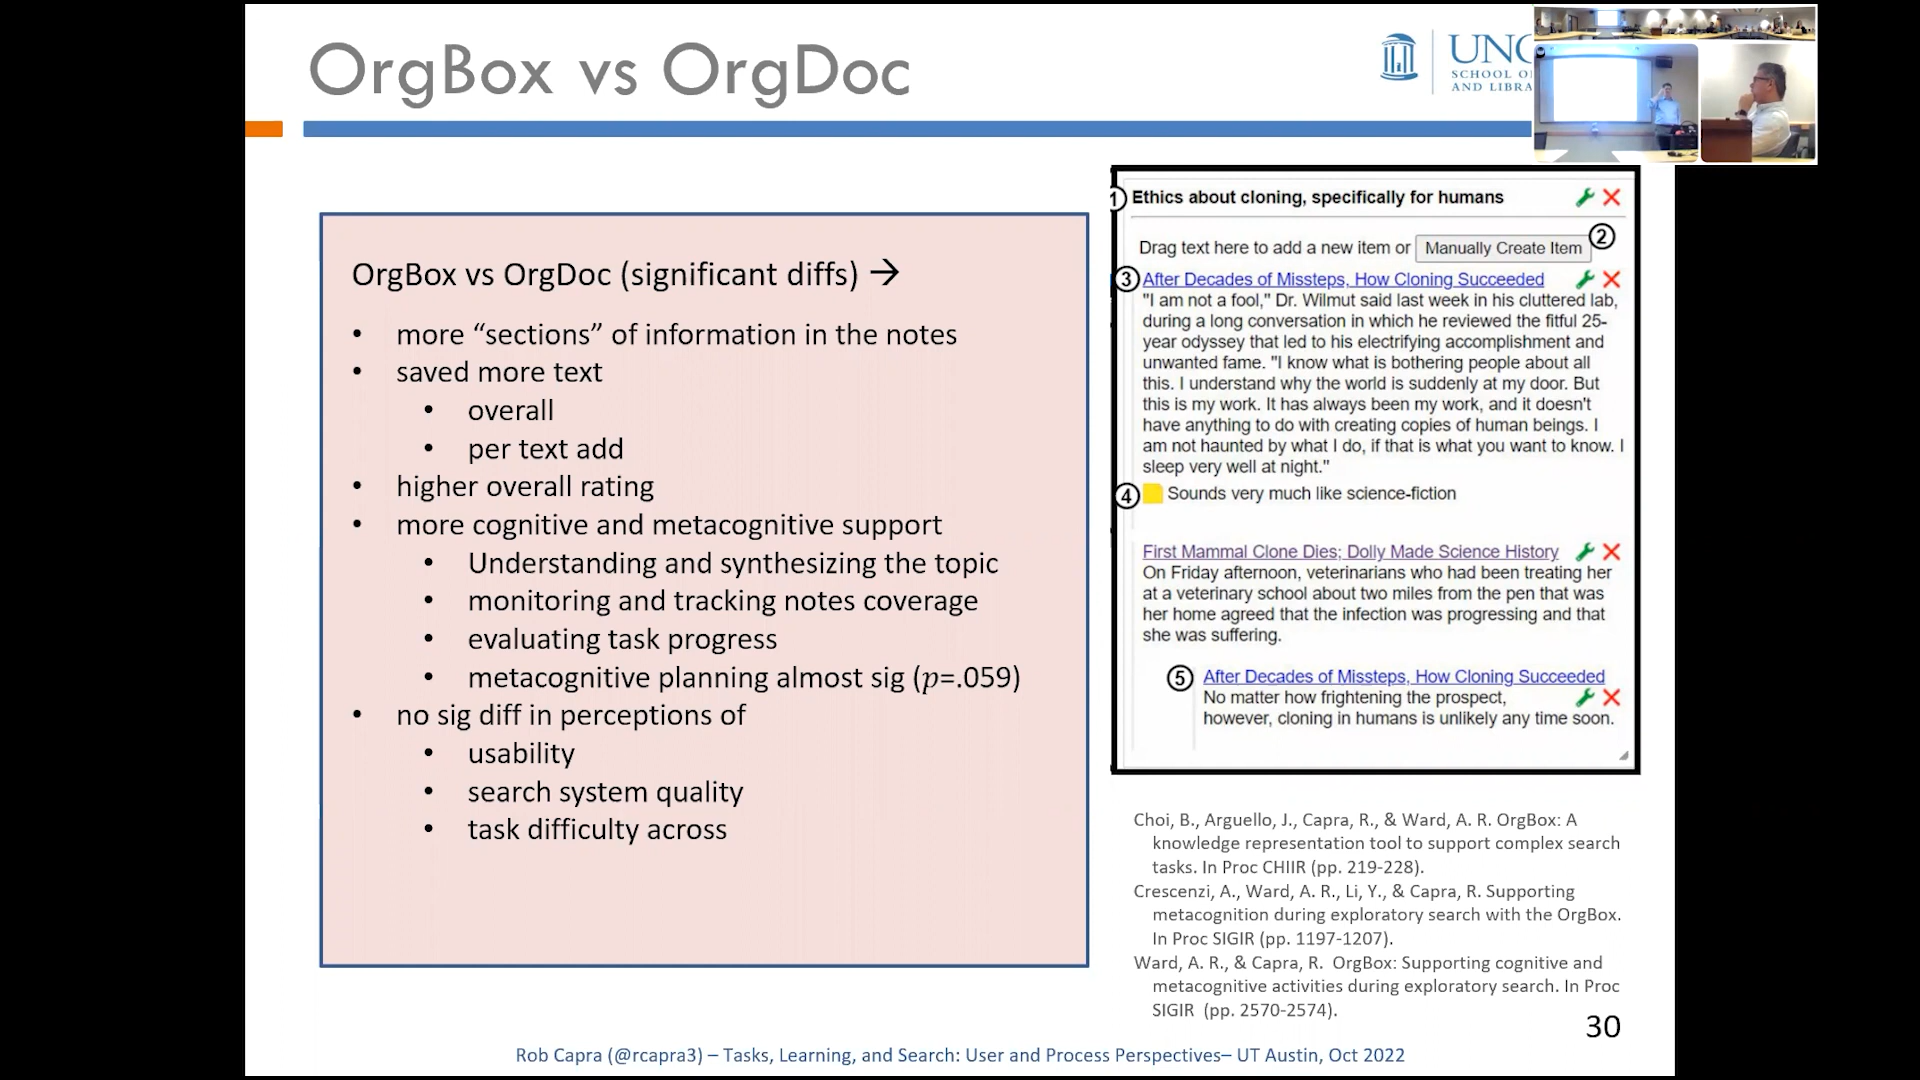 OrgBox vs OrgDoc
UNC
SCHOOL O
AND LIBRA
OrgBox vs OrgDoc (significant diffs) →
• more “sections” of information in the notes
• saved more text
• overall
• per text add
• higher overall rating
• more cognitive and metacognitive support
• Understanding and synthesizing the topic
• monitoring and tracking notes coverage
• evaluating task progress
• metacognitive planning almost sig (p=.059)
• no sig diff in perceptions of
• usability
• search system quality
• task difficulty across
1 Ethics about cloning, specifically for humans
Drag text here to add a new item or Manually Create Item 2
3 After Decades of Missteps, How Cloning Succeeded
"I am not a fool," Dr. Wilmut said last week in his cluttered lab,
during a long conversation in which he reviewed the fitful 25-
year odyssey that led to his electrifying accomplishment and
unwanted fame. "I know what is bothering people about all
this. I understand why the world is suddenly at my door. But
this is my work. It has always been my work, and it doesn't
have anything to do with creating copies of human beings. I
am not haunted by what I do, if that is what you want to know. I
sleep very well at night."
4 Sounds very much like science-fiction
First Mammal Clone Dies; Dolly Made Science History
On Friday afternoon, veterinarians who had been treating her
at a veterinary school about two miles from the pen that was
her home agreed that the infection was progressing and that
she was suffering.
5 After Decades of Missteps, How Cloning Succeeded
No matter how frightening the prospect,
however, cloning in humans is unlikely any time soon.
Choi, B., Arguello, J., Capra, R., & Ward, A. R. OrgBox: A
knowledge representation tool to support complex search
tasks. In Proc CHIIR (pp. 219-228).
Crescenzi, A., Ward, A. R., Li, Y., & Capra, R. Supporting
metacognition during exploratory search with the OrgBox.
In Proc SIGIR (pp. 1197-1207).
Ward, A. R., & Capra, R. OrgBox: Supporting cognitive and
metacognitive activities during exploratory search. In Proc
SIGIR (pp. 2570-2574).
30
Rob Capra (@rcapra3) – Tasks, Learning, and Search: User and Process Perspectives– UT Austin, Oct 2022